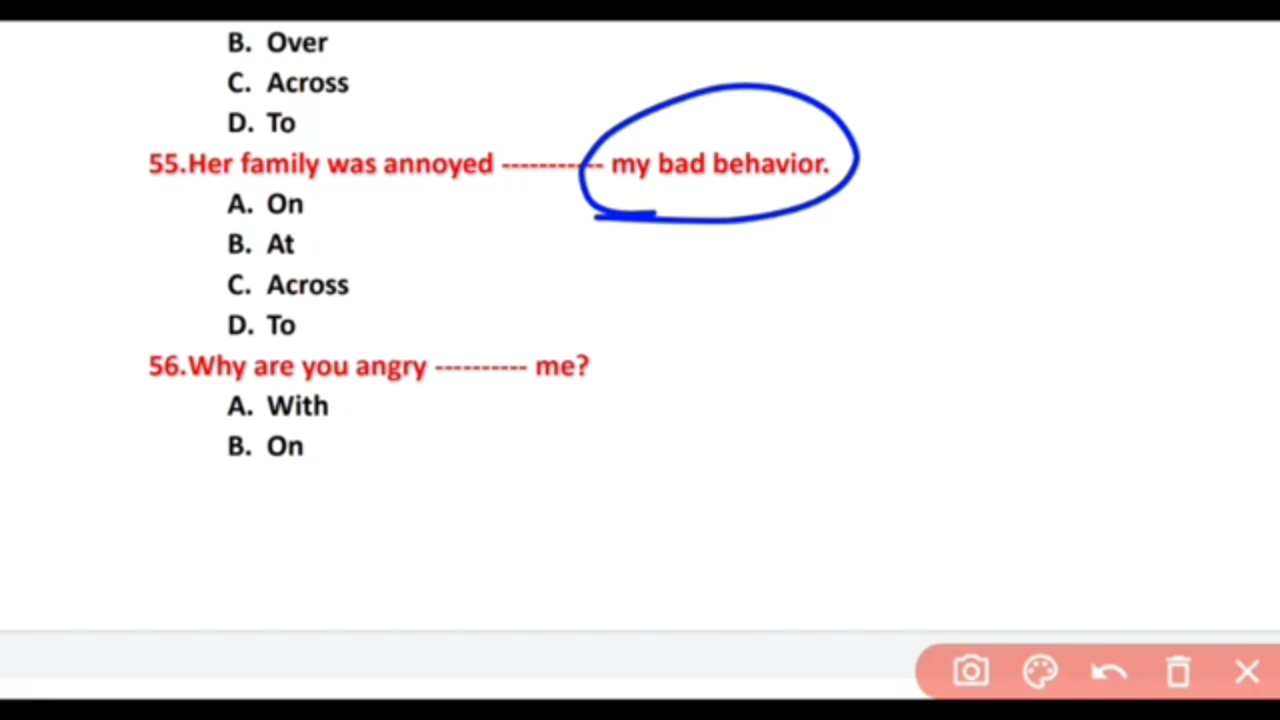 B. Over
C. Across
D. To
55.Her family was annoyed ----------- my bad behavior.
A. On
B. At
C. Across
D. To
56.Why are you angry ---------- me?
A. With
B. On